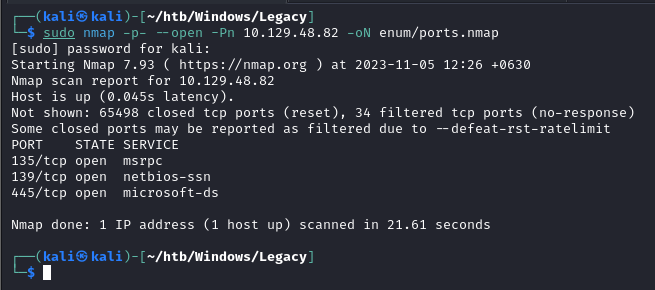 ┌──(kali㉿kali)-[~/htb/Windows/Legacy]
└─$ sudo nmap -p- --open -Pn 10.129.48.82 -oN enum/ports.nmap
[sudo] password for kali:
Starting Nmap 7.93 ( https://nmap.org ) at 2023-11-05 12:26 +0630
Nmap scan report for 10.129.48.82
Host is up (0.045s latency).
Not shown: 65498 closed tcp ports (reset), 34 filtered tcp ports (no-response)
Some closed ports may be reported as filtered due to --defeat-rst-ratelimit
PORT    STATE SERVICE
135/tcp open  msrpc
139/tcp open  netbios-ssn
445/tcp open  microsoft-ds
Nmap done: 1 IP address (1 host up) scanned in 21.61 seconds
┌──(kali㉿kali)-[~/htb/Windows/Legacy]
└─$